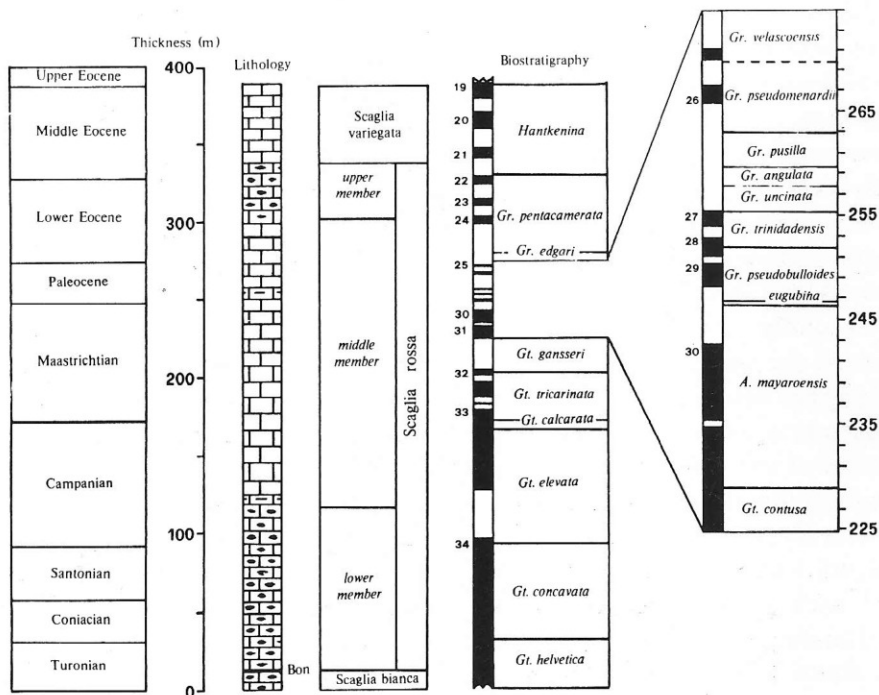 Thickness (m)
Lithology
Biostratigraphy
Upper Eocene
Middle Eocene
Lower Eocene
Paleocene
Maastrichtian
Campanian
Santonian
Coniacian
Turonian
400
300
200
100
0
Bon
Scaglia
variegata
upper
member
middle
member
lower
member
Scaglia rossa
Scaglia bianca
19
20
21
22
23
24
25
30
31
32
33
34
Hantkenina
Gr. pentacamerata
Gr. edgari
Gt. gansseri
Gt. tricarinata
Gt. calcarata
Gt. elevata
Gt. concavata
Gt. helvetica
26
27
28
29
30
Gr. velascoensis
Gr. pseudomenardii
Gr. pusilla
Gr. angulata
Gr. uncinata
Gr. trinidadensis
Gr. pseudobulloides
eugubina
A. mayaroensis
Gt. contusa
265
255
245
235
225